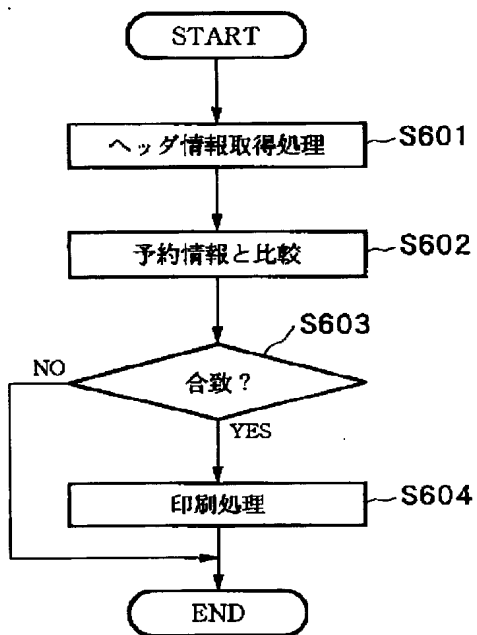 START
ヘッダ情報取得処理
S601
予約情報と比較
S602
S603
合致？
NO
YES
印刷処理
S604
END